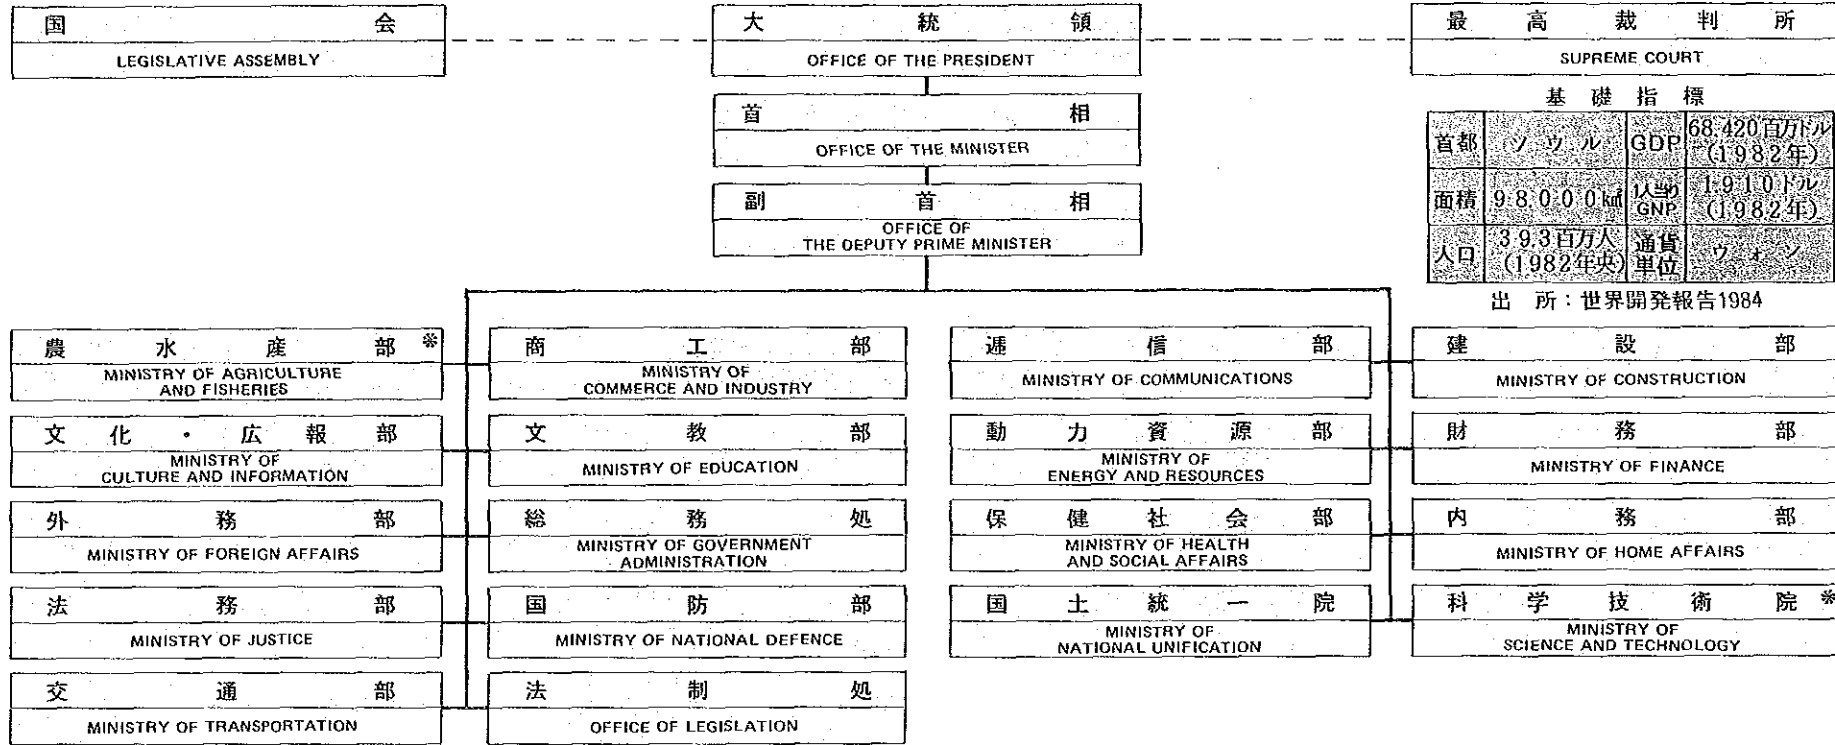 国会
LEGISLATIVE ASSEMBLY
大統領
OFFICE OF THE PRESIDENT
最高裁判所
SUPREME COURT
首相
OFFICE OF THE MINISTER
副首相
OFFICE OF
THE DEPUTY PRIME MINISTER
基礎指標
首都 ソウル GDP 68.420百万ドル
(1982年)
面積 98.000km² 1人当り
GNP 1910ドル
(1982年)
人口 39.3百万人
(1982年央) 通貨
単位 ウォン
出所：世界開発報告1984
農水産部※
MINISTRY OF AGRICULTURE
AND FISHERIES
商工部
MINISTRY OF
COMMERCE AND INDUSTRY
逓信部
MINISTRY OF COMMUNICATIONS
建設部
MINISTRY OF CONSTRUCTION
文化・広報部
MINISTRY OF
CULTURE AND INFORMATION
文教部
MINISTRY OF EDUCATION
動力資源部
MINISTRY OF
ENERGY AND RESOURCES
財務部
MINISTRY OF FINANCE
外務部
MINISTRY OF FOREIGN AFFAIRS
総務処
MINISTRY OF GOVERNMENT
ADMINISTRATION
保健社会部
MINISTRY OF HEALTH
AND SOCIAL AFFAIRS
内務部
MINISTRY OF HOME AFFAIRS
法務部
MINISTRY OF JUSTICE
国防部
MINISTRY OF NATIONAL DEFENCE
国土統一院
MINISTRY OF
NATIONAL UNIFICATION
科学技術院※
MINISTRY OF
SCIENCE AND TECHNOLOGY
交通部
MINISTRY OF TRANSPORTATION
法制処
OFFICE OF LEGISLATION